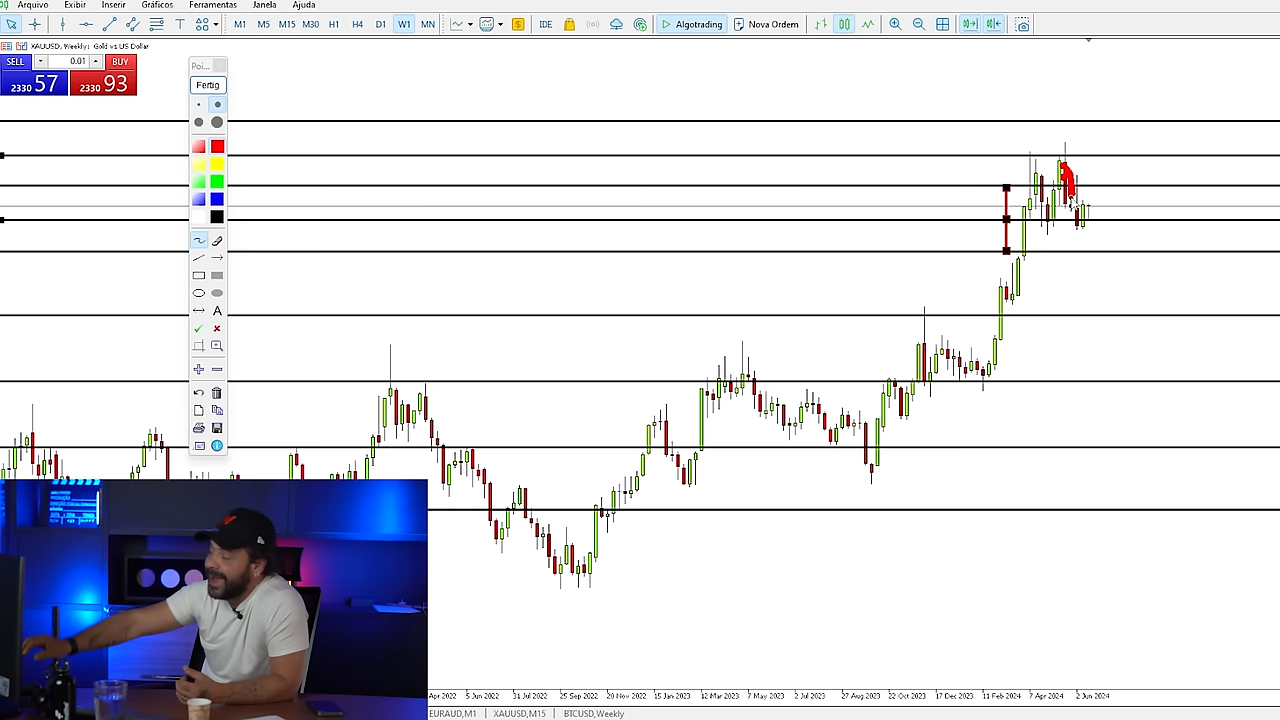 Arquivo Exibir Inserir Gráficos Ferramentas Janela Ajuda
M1 M5 M15 M30 H1 H4 D1 W1 MN IDE Algotrading Nova Ordem
XAUUSD, Weekly: Gold vs US Dollar
SELL 0.01 BUY
2330 57 2330 93
Poi...
Fertig
A
Apr 2022 5 Jun 2022 31 Jul 2022 25 Sep 2022 20 Nov 2022 15 Jan 2023 12 Mar 2023 7 May 2023 2 Jul 2023 27 Aug 2023 22 Oct 2023 17 Dec 2023 11 Feb 2024 7 Apr 2024 2 Jun 2024
EURAUD,M1 XAUUSD,M15 BTCUSD,Weekly